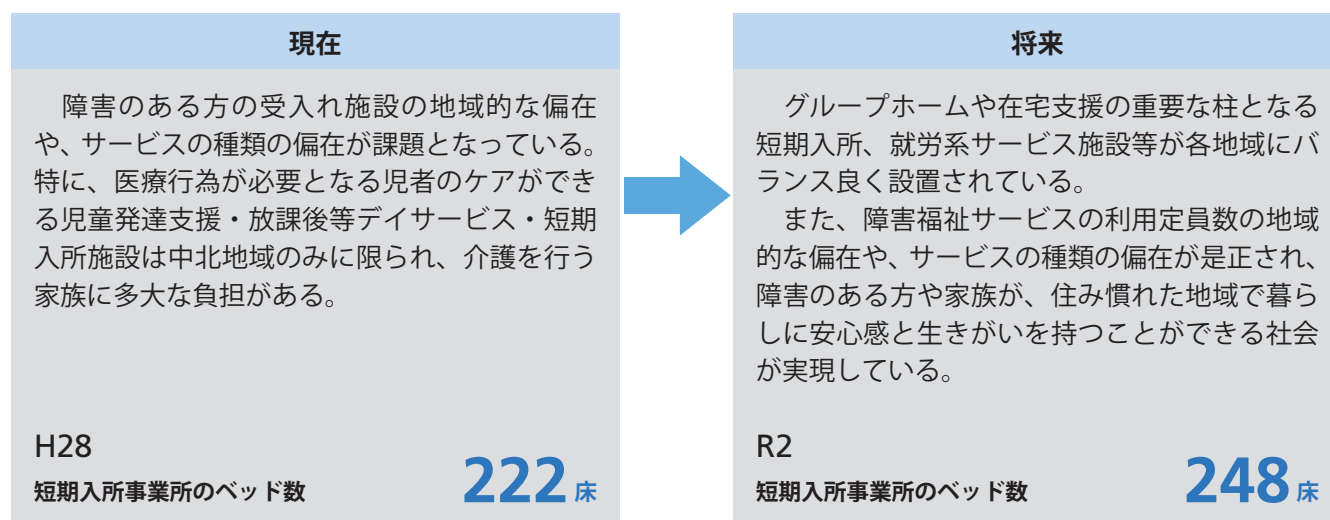 現在
　障害のある方の受入れ施設の地域的な偏在
や、サービスの種類の偏在が課題となっている。
特に、医療行為が必要となる児者のケアができ
る児童発達支援・放課後等デイサービス・短期
入所施設は中北地域のみに限られ、介護を行う
家族に多大な負担がある。
H28
短期入所事業所のベッド数 222床
将来
　グループホームや在宅支援の重要な柱となる
短期入所、就労系サービス施設等が各地域にバ
ランス良く設置されている。
　また、障害福祉サービスの利用定員数の地域
的な偏在や、サービスの種類の偏在が是正され、
障害のある方や家族が、住み慣れた地域で暮ら
しに安心感と生きがいを持つことができる社会
が実現している。
R2
短期入所事業所のベッド数 248床